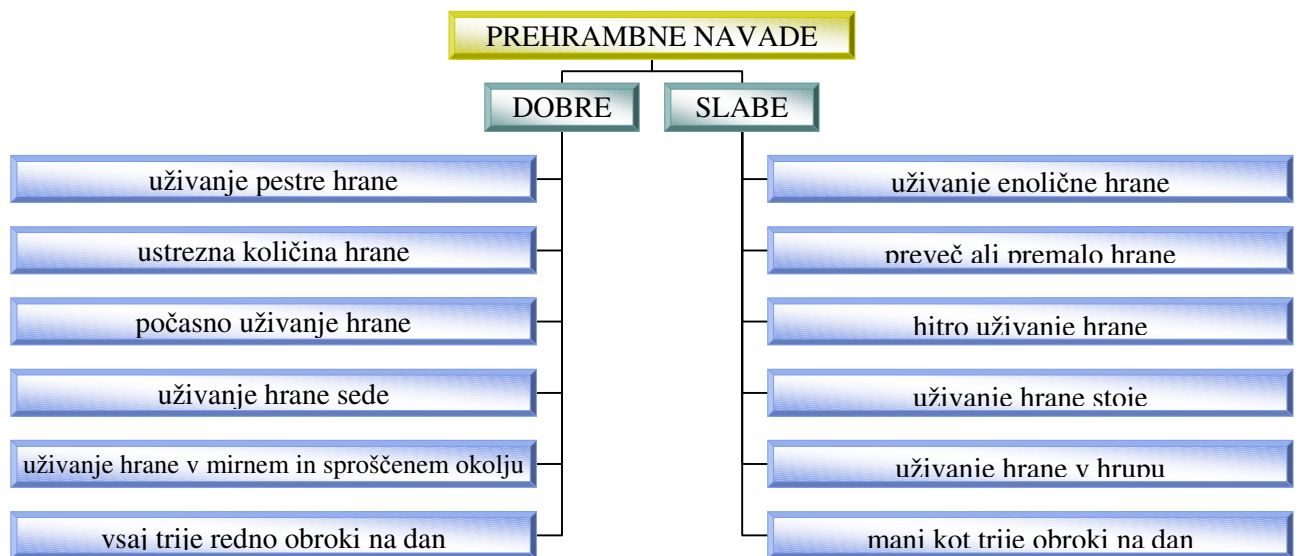 PREHRAMBNE NAVADE
DOBRE
SLABE
uživanje pestre hrane
ustrezna količina hrane
počasno uživanje hrane
uživanje hrane sede
uživanje hrane v mirnem in sproščenem okolju
vsaj trije redno obroki na dan
uživanje enolične hrane
preveč ali premalo hrane
hitro uživanje hrane
uživanje hrane stoje
uživanje hrane v hrupu
manj kot trije obroki na dan